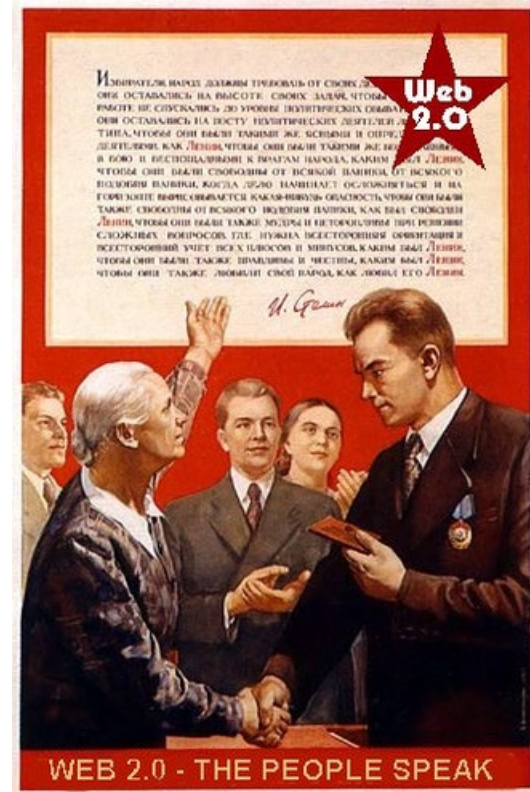 Избиратели, народ должны требовать от своих
они оставались на высоте своих задач, чтобы
работе не спускались до уровня политических
они оставались на посту политических деятелей
типа, чтобы они были такими же ясными и
деятелями, как Ленин, чтобы они были такими же
в бою и беспощадными к врагам народа, каким был Ленин,
чтобы они были свободны от всякой паники, от всякого
подобия паники, когда дело начинает осложняться и на
горизонте вырисовывается какая-нибудь опасность, чтобы они были
также свободны от всякого подобия паники, как был свободен
Ленин, чтобы они были также мудры и неторопливы при решении
сложных вопросов, где нужна всесторонняя ориентация и
всесторонний учет всех плюсов и минусов, каким был Ленин,
чтобы они были также правдивы и честны, каким был Ленин,
чтобы они также любили свой народ, как любил его Ленин.
И. Сталин
Web
2.0
WEB 2.0 - THE PEOPLE SPEAK